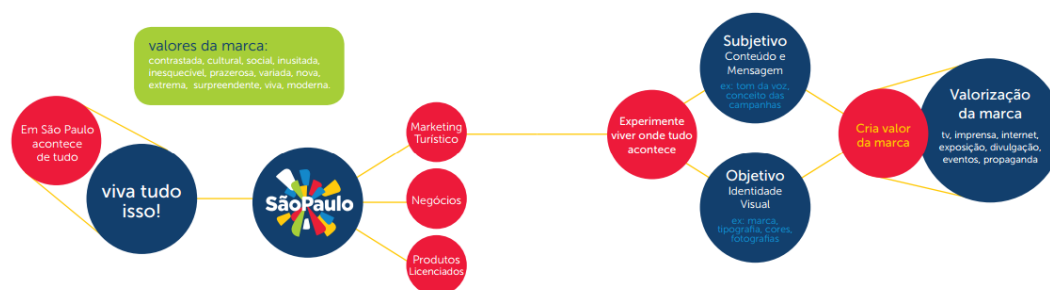 valores da marca:
contrastada, cultural, social, inusitada,
inesquecível, prazerosa, variada, nova,
extrema, surpreendente, viva, moderna.
Em São Paulo
acontece
de tudo
viva tudo
isso!
SãoPaulo
Marketing
Turístico
Negócios
Produtos
Licenciados
Experimente
viver onde tudo
acontece
Subjetivo
Conteúdo e
Mensagem
ex: tom da voz,
conceito das
campanhas
Objetivo
Identidade
Visual
ex: marca,
tipografia, cores,
fotografias
Cria valor
da marca
Valorização
da marca
tv, imprensa, internet,
exposição, divulgação,
eventos, propaganda